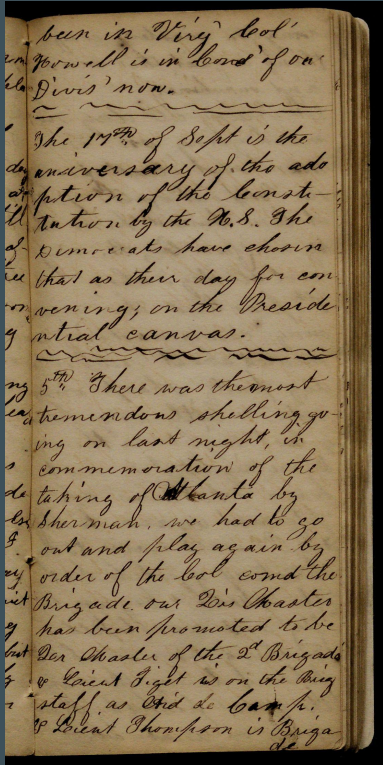 been in Virg' Col'
Howell is in Com'd of our
Divis' now.
The 17th of Sept is the
aniversary of the ado
ption of the Consti-
tution by the U.S. The
Democrats have chosen
that as their day for con
vening, on the Preside
ntial canvas.
5th There was the most
tremendous shelling go-
ing on last night, in
commemoration of the
taking of Atlanta by
Sherman. we had to go
out and play again by
order of the Col comd the
Brigade. our Qr's Master
has been promoted to be
Qar Master of the 2d Brigade
& Lieut Tiget is on the Brig
staff as Aid de Camp.
& Lieut Thompson is Briga
de